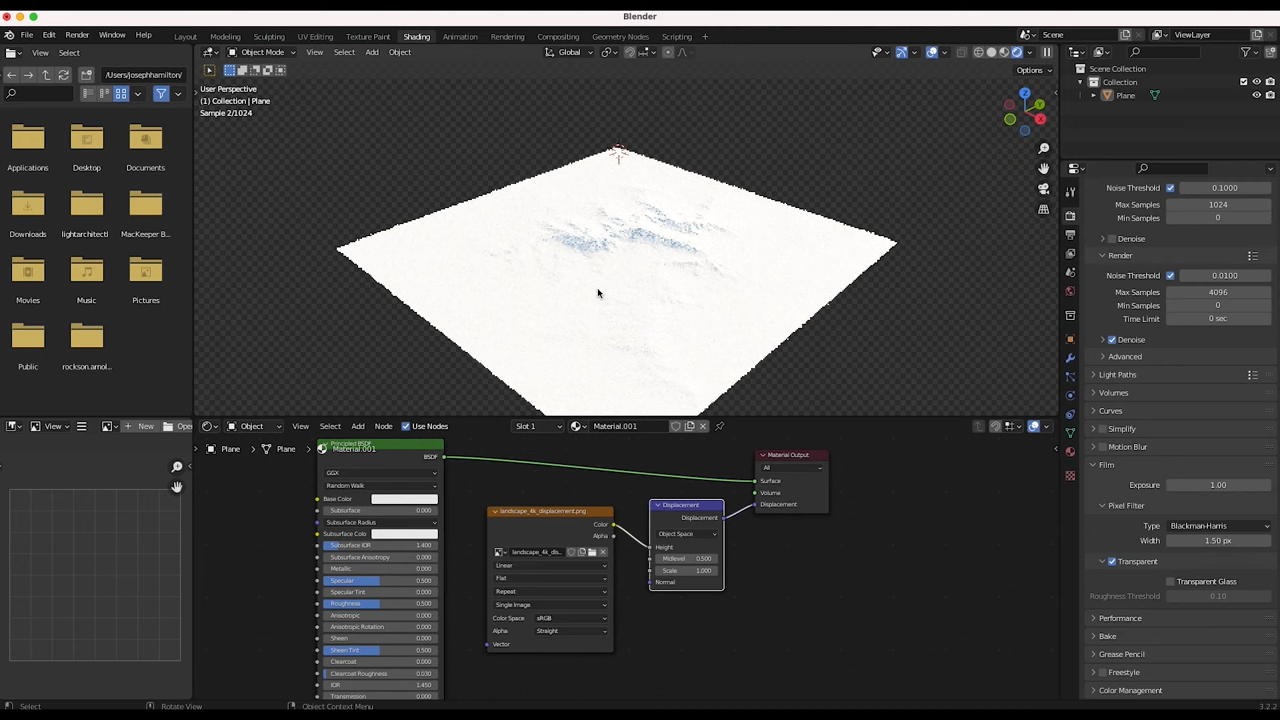 Blender
File Edit Render Window Help Layout Modeling Sculpting UV Editing Texture Paint Shading Animation Rendering Compositing Geometry Nodes Scripting Scene ViewLayer
View Select Object Mode View Select Add Object Global
/Users/josephhamilton/ Options
User Perspective
(1) Collection | Plane
Sample 2/1024
Scene Collection
Collection
Plane
Z
Y
X
Applications Desktop Documents
Downloads lightarchitectl MacKeeper B...
Movies Music Pictures
Public rockson.arnol...
Noise Threshold 0.1000
Max Samples 1024
Min Samples 0
Denoise
Render
Noise Threshold 0.0100
Max Samples 4096
Min Samples 0
Time Limit 0 sec
Denoise
Advanced
Light Paths
Volumes
Curves
Simplify
Motion Blur
Film
Exposure 1.00
Pixel Filter
Type Blackman-Harris
Width 1.50 px
Transparent
Transparent Glass
Roughness Threshold 0.10
Performance
Bake
Grease Pencil
Freestyle
Color Management
View New Ope
Object View Select Add Node Use Nodes Slot 1 Material.001
Plane Plane Material.001
Principled BSDF
BSDF
GGX
Random Walk
Base Color
Subsurface 0.000
Subsurface Radius
Subsurface Colo
Subsurface IOR 1.400
Subsurface Anisotropy 0.000
Metallic 0.000
Specular 0.500
Specular Tint 0.000
Roughness 0.500
Anisotropic 0.000
Anisotropic Rotation 0.000
Sheen 0.000
Sheen Tint 0.500
Clearcoat 0.000
Clearcoat Roughness 0.030
IOR 1.450
Transmission 0.000
landscape_4k_displacement.png
Color
Alpha
landscape_4k_dis...
Linear
Flat
Repeat
Single Image
Color Space sRGB
Alpha Straight
Vector
Displacement
Displacement
Object Space
Height
Midlevel 0.500
Scale 1.000
Normal
Material Output
All
Surface
Volume
Displacement
Select Rotate View Object Context Menu 3.2.2